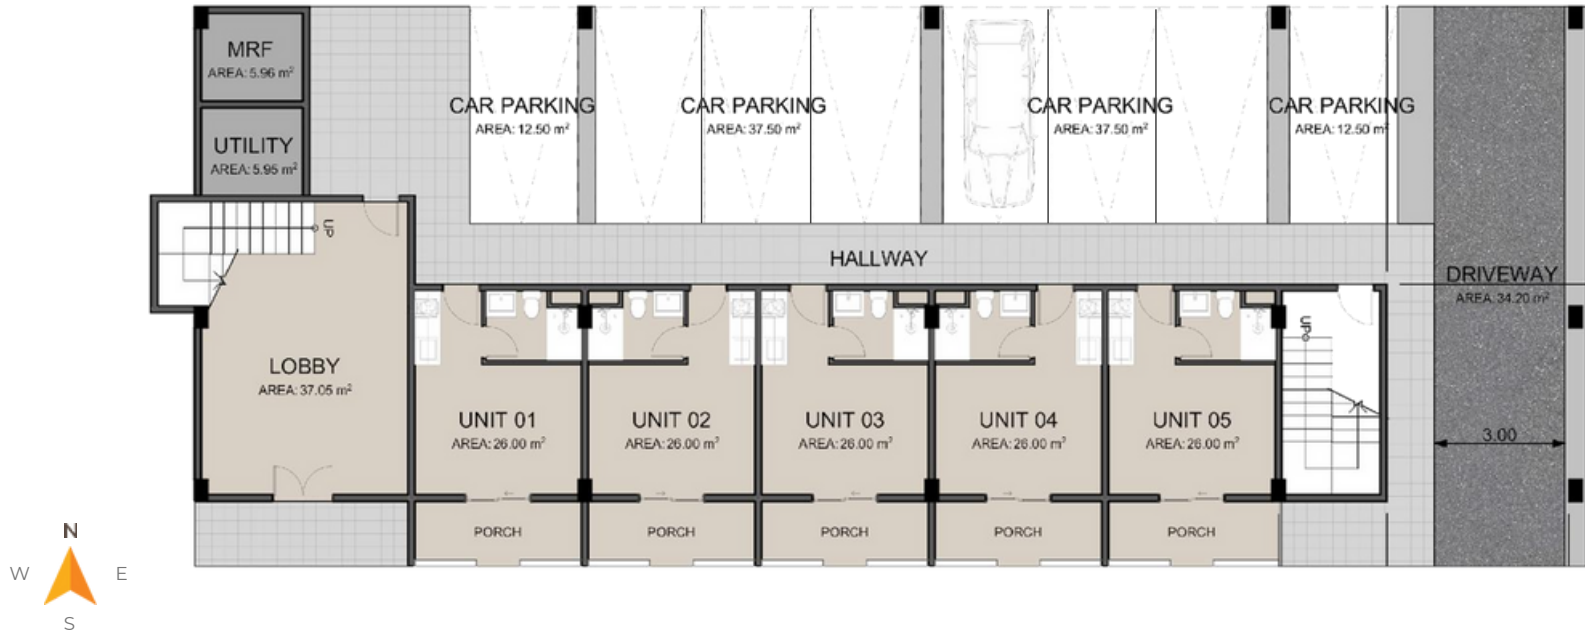 MRF
AREA: 5.96 m²
UTILITY
AREA: 5.95 m²
CAR PARKING
AREA: 12.50 m²
CAR PARKING
AREA: 37.50 m²
CAR PARKING
AREA: 37.50 m²
CAR PARKING
AREA: 12.50 m²
UP
HALLWAY
DRIVEWAY
AREA: 34.20 m²
LOBBY
AREA: 37.05 m²
UNIT 01
AREA: 26.00 m²
UNIT 02
AREA: 26.00 m²
UNIT 03
AREA: 26.00 m²
UNIT 04
AREA: 26.00 m²
UNIT 05
AREA: 26.00 m²
UP
3.00
PORCH
PORCH
PORCH
PORCH
PORCH
N
W E
S